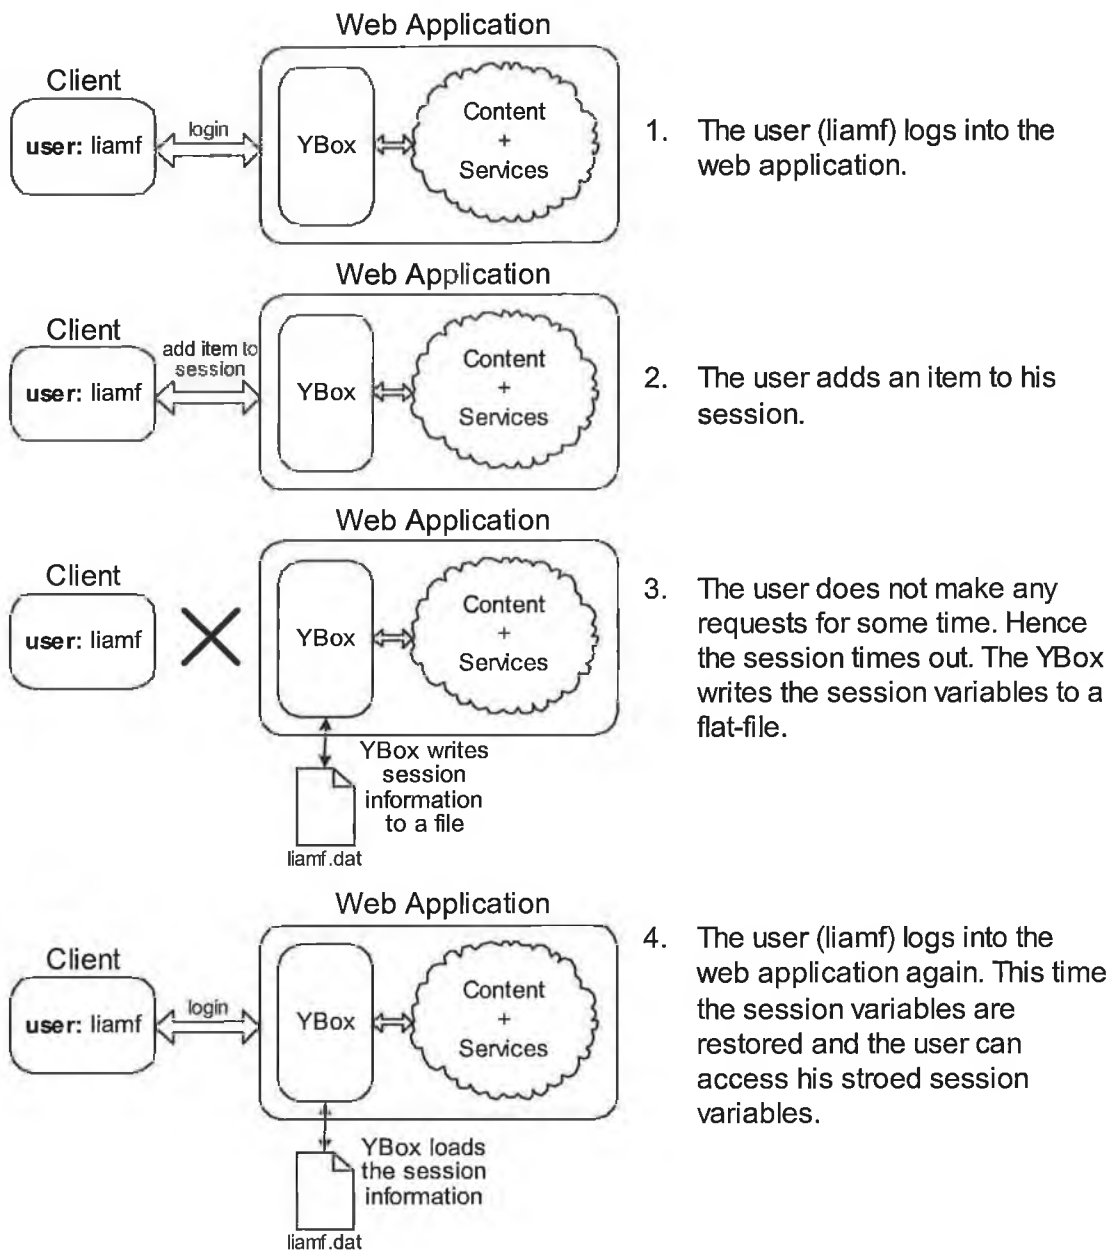 Web Application
Client
user: liamf
login
YBox
Content
+
Services
1. The user (liamf) logs into the
web application.
Web Application
Client
user: liamf
add item to
session
YBox
Content
+
Services
2. The user adds an item to his
session.
Web Application
Client
user: liamf
YBox
Content
+
Services
3. The user does not make any
requests for some time. Hence
the session times out. The YBox
writes the session variables to a
flat-file.
YBox writes
session
information
to a file
liamf.dat
Web Application
Client
user: liamf
login
YBox
Content
+
Services
4. The user (liamf) logs into the
web application again. This time
the session variables are
restored and the user can
access his stroed session
variables.
YBox loads
the session
information
liamf.dat